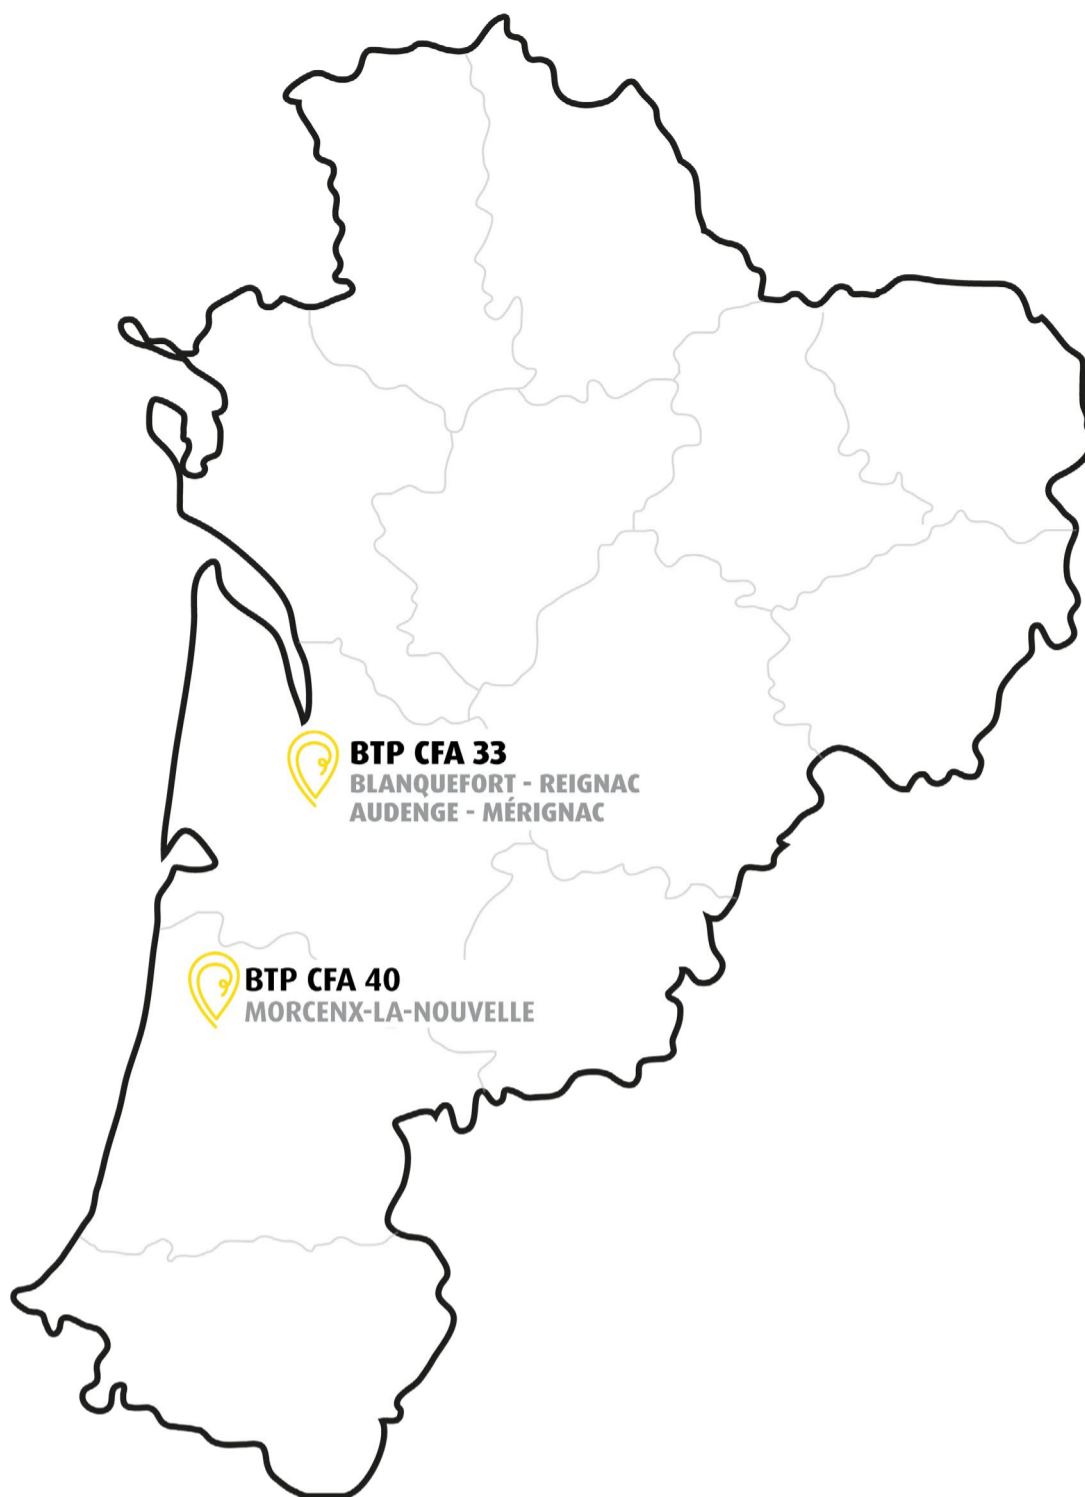 BTP CFA 33
BLANQUEFORT - REIGNAC
AUDENGE - MÉRIGNAC
BTP CFA 40
MORCENX-LA-NOUVELLE